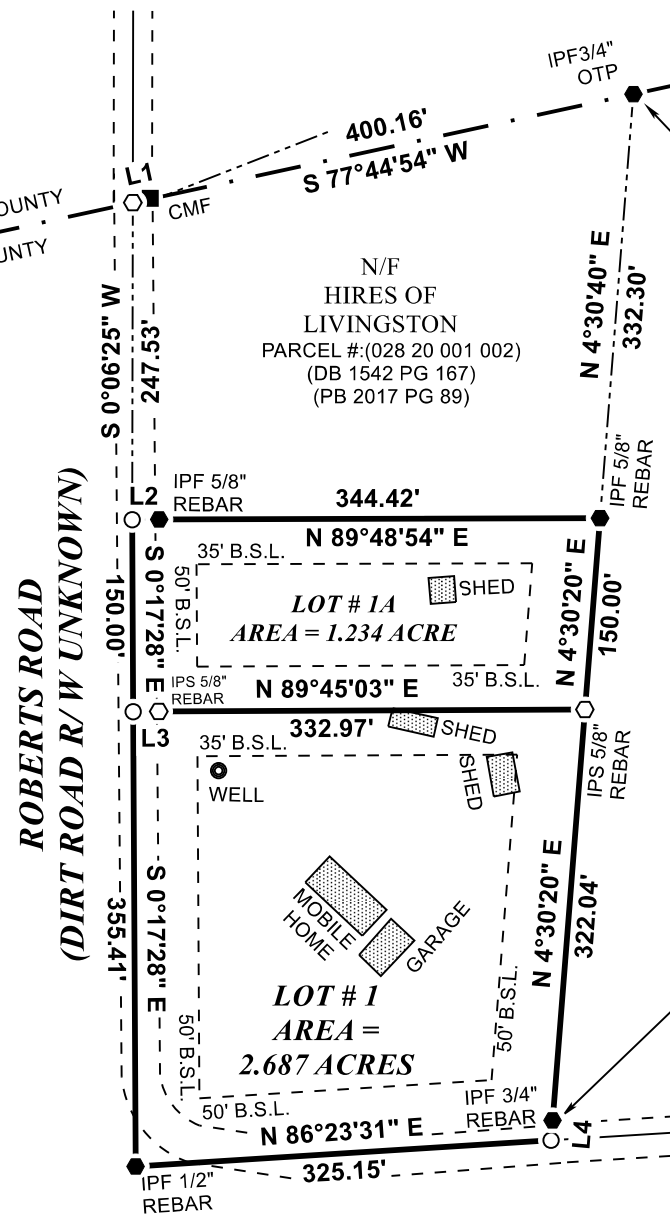 IPF3/4"
OTP
400.16'
S 77°44'54" W
L1
CMF
OUNTY
UNTY
N/F
HIRES OF
LIVINGSTON
PARCEL #:(028 20 001 002)
(DB 1542 PG 167)
(PB 2017 PG 89)
N 4°30'40" E
332.30'
S 0°09'25" W
247.53'
L2
IPF 5/8"
REBAR
344.42'
N 89°48'54" E
IPF 5/8"
REBAR
ROBERTS ROAD
(DIRT ROAD R/W UNKNOWN)
150.00'
S 0°17'28" E
35' B.S.L.
50' B.S.L.
SHED
LOT # 1A
AREA = 1.234 ACRE
35' B.S.L.
N 4°30'20" E
150.00'
IPS 5/8"
REBAR
N 89°45'03" E
332.97'
L3
SHED
IPS 5/8"
REBAR
35' B.S.L.
WELL
SHED
355.41'
S 0°17'28" E
MOBILE
HOME
GARAGE
N 4°30'20" E
322.04'
LOT # 1
AREA =
2.687 ACRES
50' B.S.L.
50' B.S.L.
50' B.S.L.
IPF 3/4"
REBAR
L4
N 86°23'31" E
325.15'
IPF 1/2"
REBAR